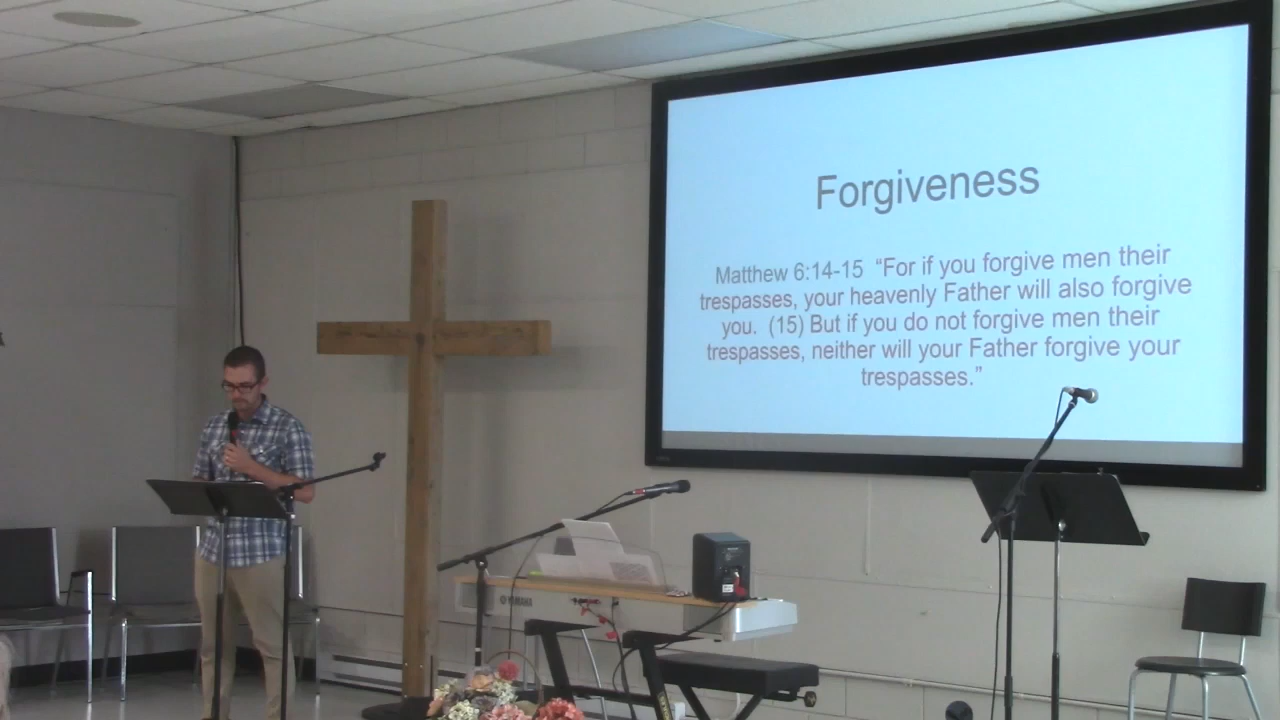 Forgiveness
Matthew 6:14-15  “For if you forgive men their
trespasses, your heavenly Father will also forgive
you.  (15) But if you do not forgive men their
trespasses, neither will your Father forgive your
trespasses.”
YAMAHA